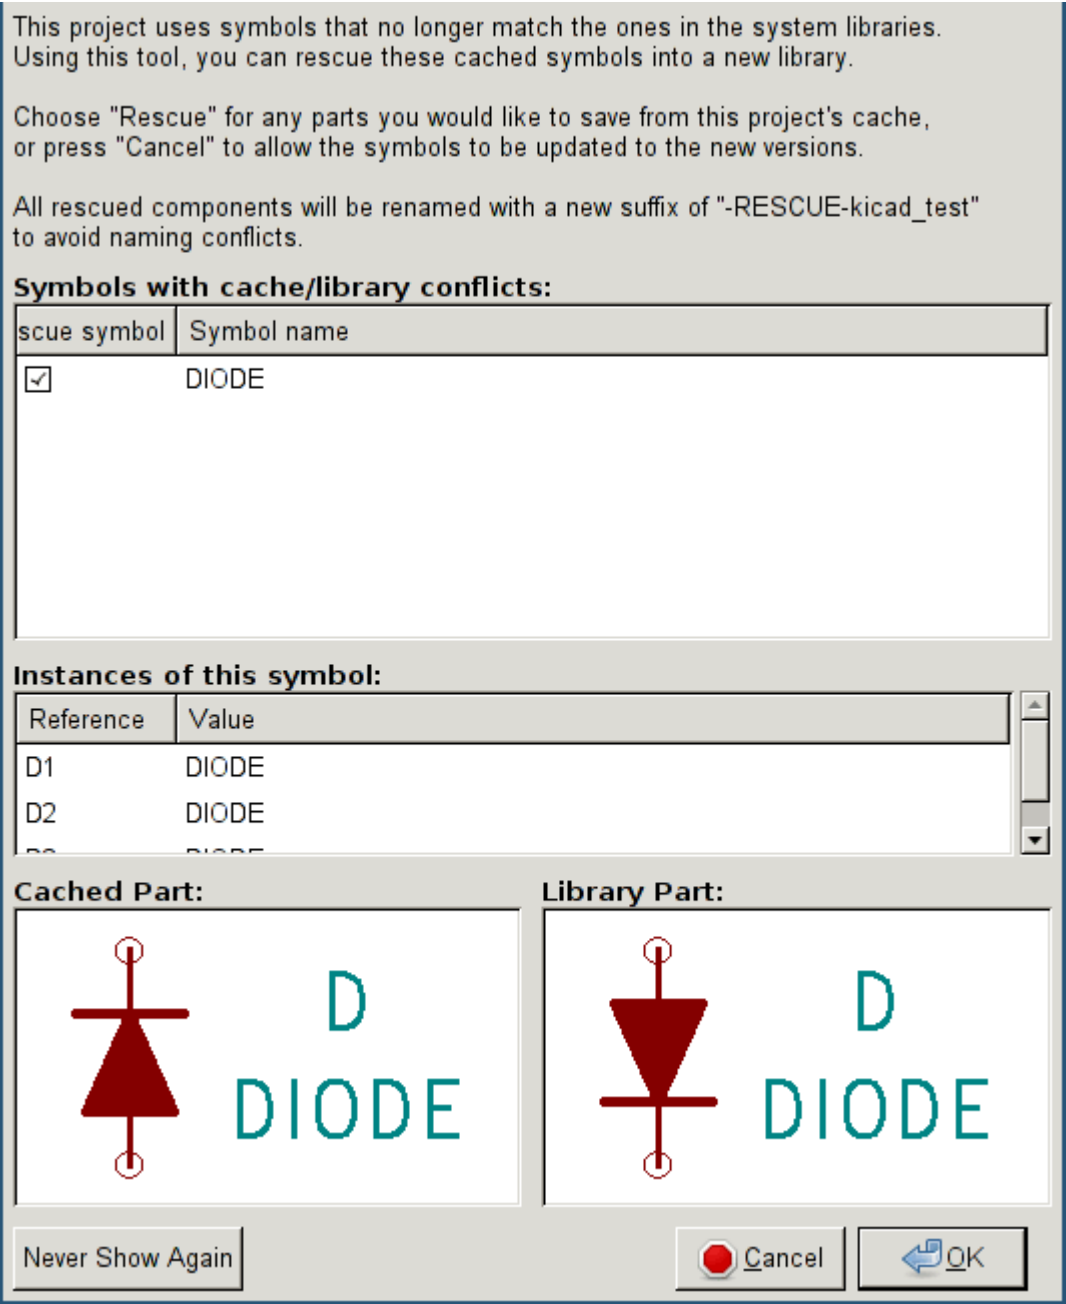 This project uses symbols that no longer match the ones in the system libraries.
Using this tool, you can rescue these cached symbols into a new library.
Choose "Rescue" for any parts you would like to save from this project's cache,
or press "Cancel" to allow the symbols to be updated to the new versions.
All rescued components will be renamed with a new suffix of "-RESCUE-kicad_test"
to avoid naming conflicts.
Symbols with cache/library conflicts:
scue symbol Symbol name
DIODE
Instances of this symbol:
Reference Value
D1 DIODE
D2 DIODE
Cached Part: Library Part:
D D
DIODE DIODE
Never Show Again Cancel OK